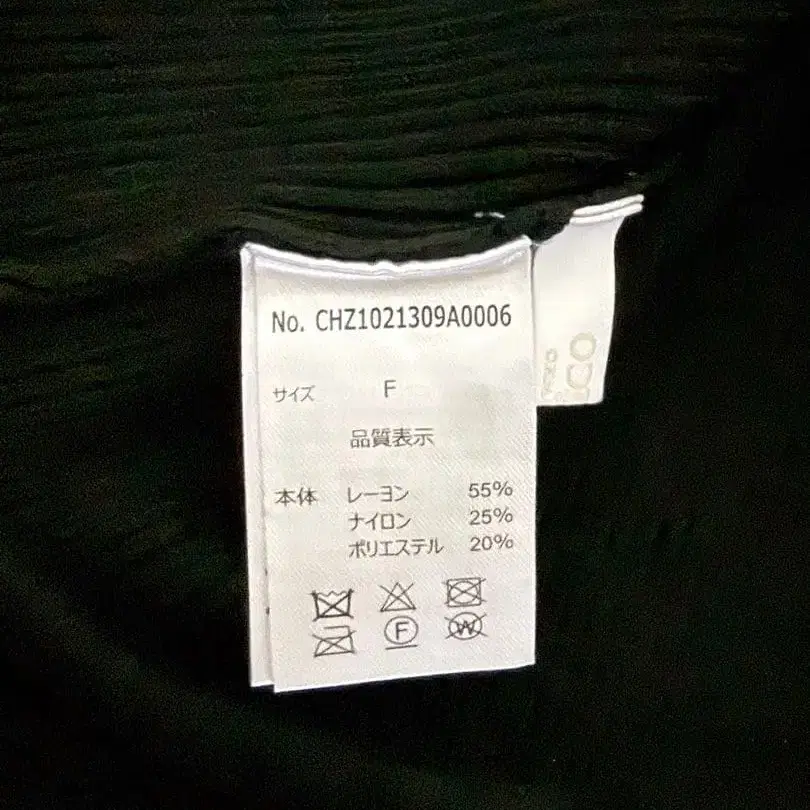 No. CHZ1021309A0006
サイズ F
品質表示
本体 レーヨン 55%
ナイロン 25%
ポリエステル 20%
F
W